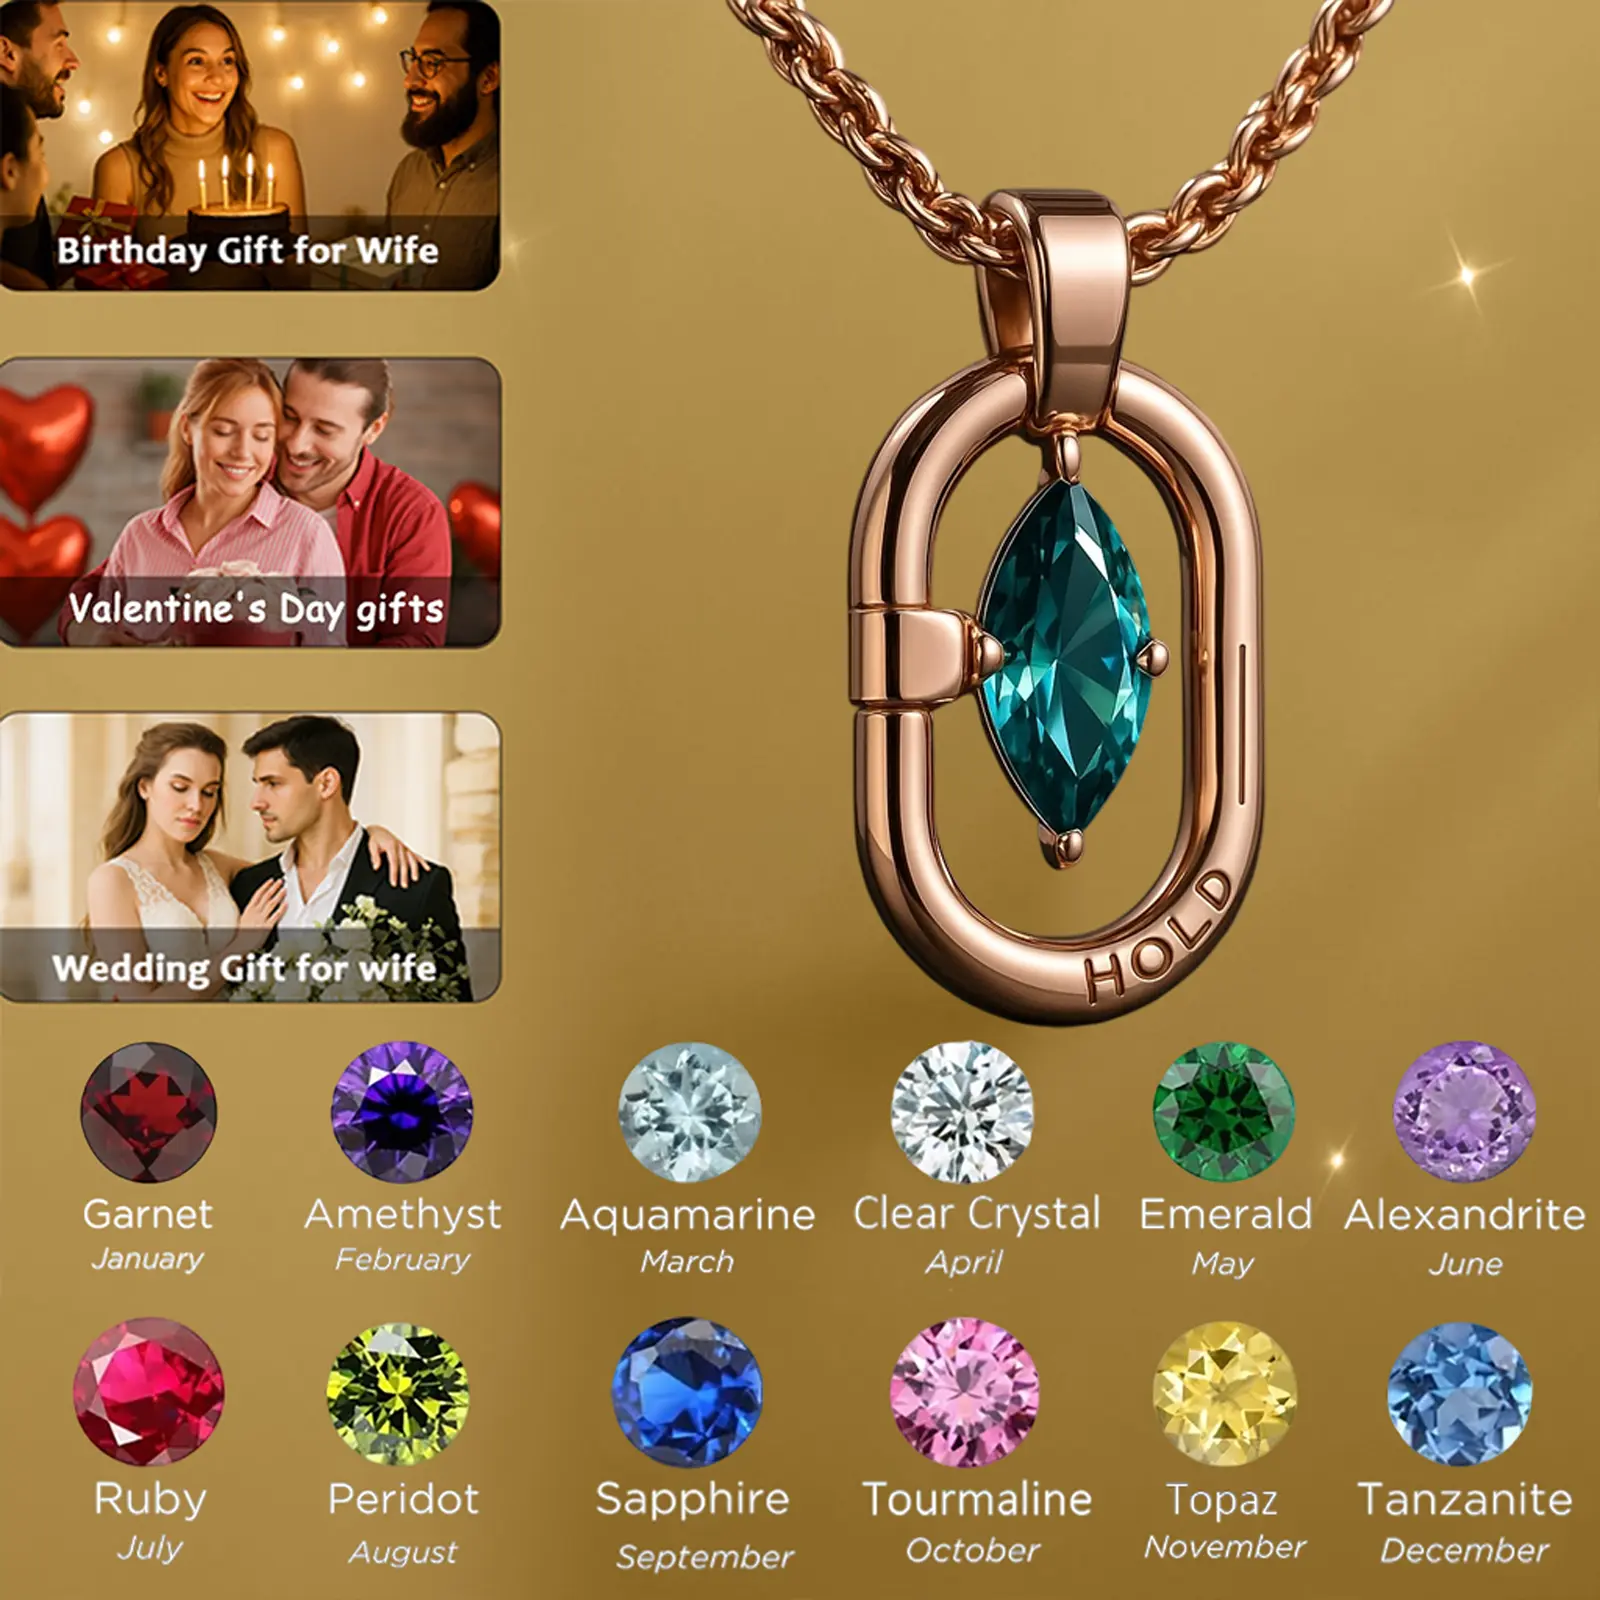 Birthday Gift for Wife
Valentine's Day gifts
Wedding Gift for wife
HOLD
Garnet
January
Amethyst
February
Aquamarine
March
Clear Crystal
April
Emerald
May
Alexandrite
June
Ruby
July
Peridot
August
Sapphire
September
Tourmaline
October
Topaz
November
Tanzanite
December